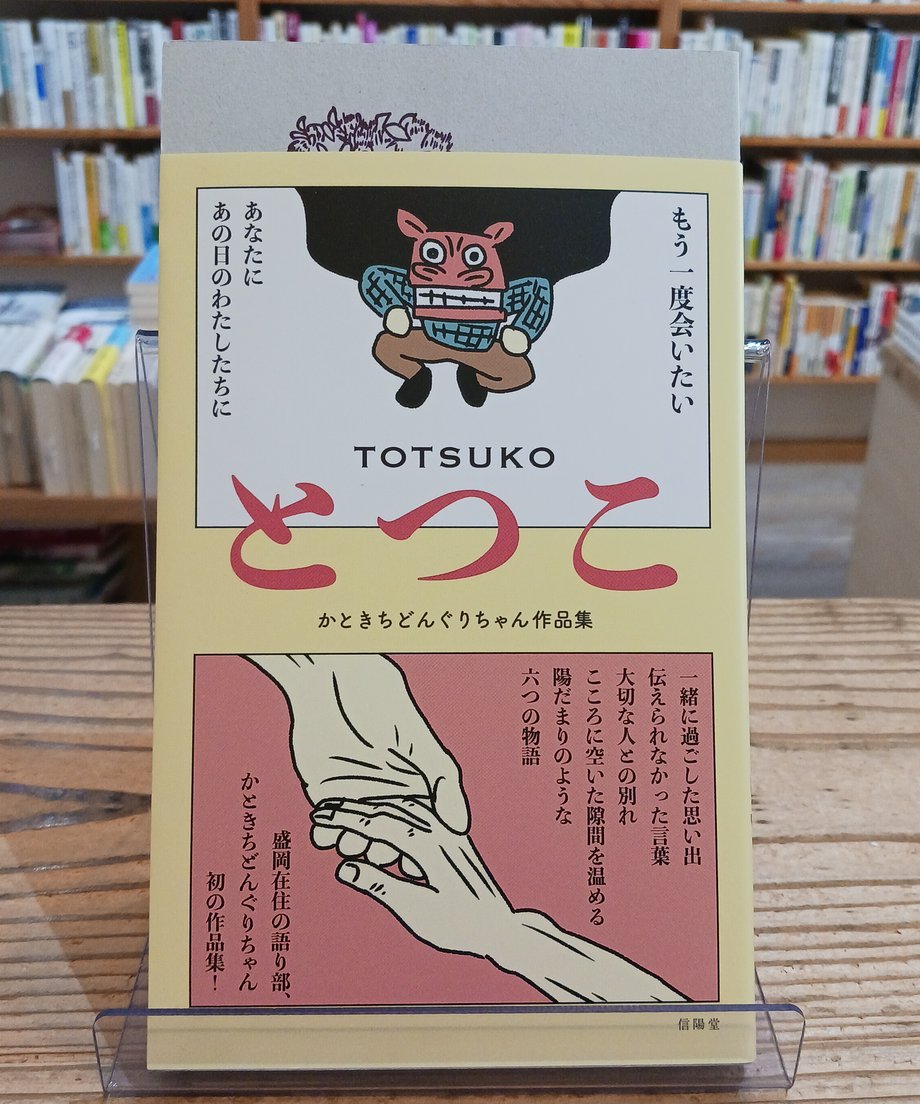 もう一度会いたい
あなたに
あの日のわたしたちに
TOTSUKO
とつこ
かときちどんぐりちゃん作品集
一緒に過ごした思い出
伝えられなかった言葉
大切な人との別れ
こころに空いた隙間を温める
陽だまりのような
六つの物語
盛岡在住の語り部、
かときちどんぐりちゃん
初の作品集！
信陽堂